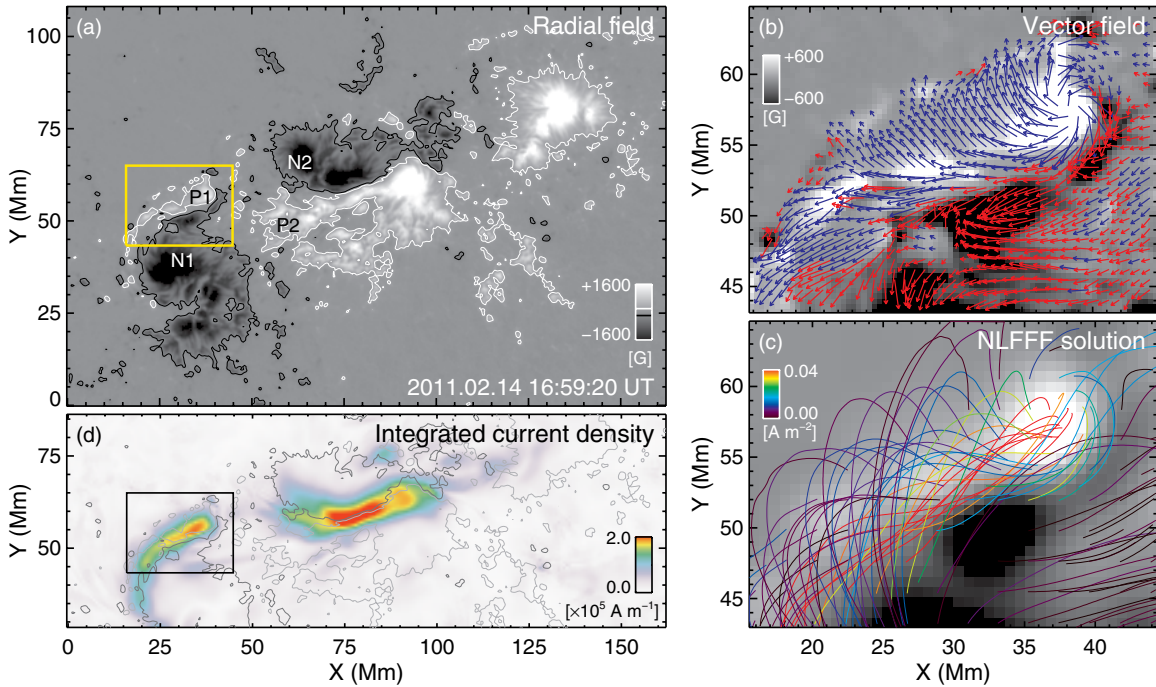 (a) Radial field
100
75
50
25
0
Y (Mm)
N2
P1
P2
N1
+1600
−1600
[G]
2011.02.14 16:59:20 UT
(b) Vector field
+600
−600
[G]
60
55
50
45
Y (Mm)
(c) NLFFF solution
0.04
0.00
[A m⁻²]
60
55
50
45
Y (Mm)
20 25 30 35 40
X (Mm)
(d) Integrated current density
75
50
Y (Mm)
2.0
0.0
[×10⁵ A m⁻¹]
0 25 50 75 100 125 150
X (Mm)